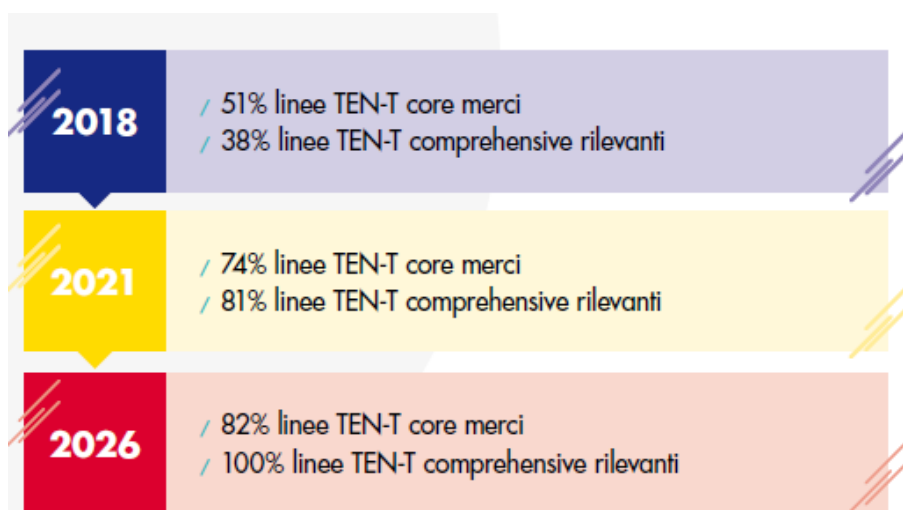 2018
/ 51% linee TEN-T core merci
/ 38% linee TEN-T comprehensive rilevanti
2021
/ 74% linee TEN-T core merci
/ 81% linee TEN-T comprehensive rilevanti
2026
/ 82% linee TEN-T core merci
/ 100% linee TEN-T comprehensive rilevanti